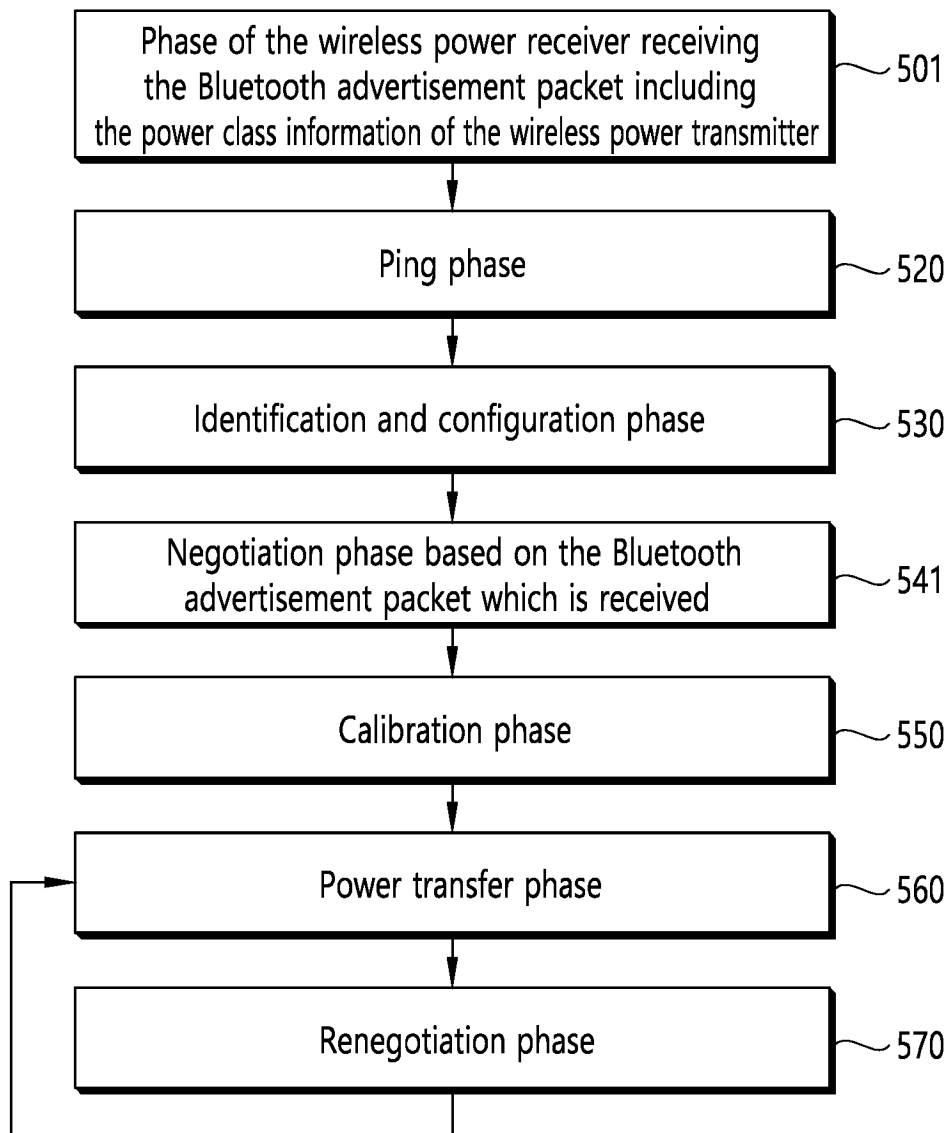 Phase of the wireless power receiver receiving
the Bluetooth advertisement packet including
the power class information of the wireless power transmitter
501
Ping phase
520
Identification and configuration phase
530
Negotiation phase based on the Bluetooth
advertisement packet which is received
541
Calibration phase
550
Power transfer phase
560
Renegotiation phase
570